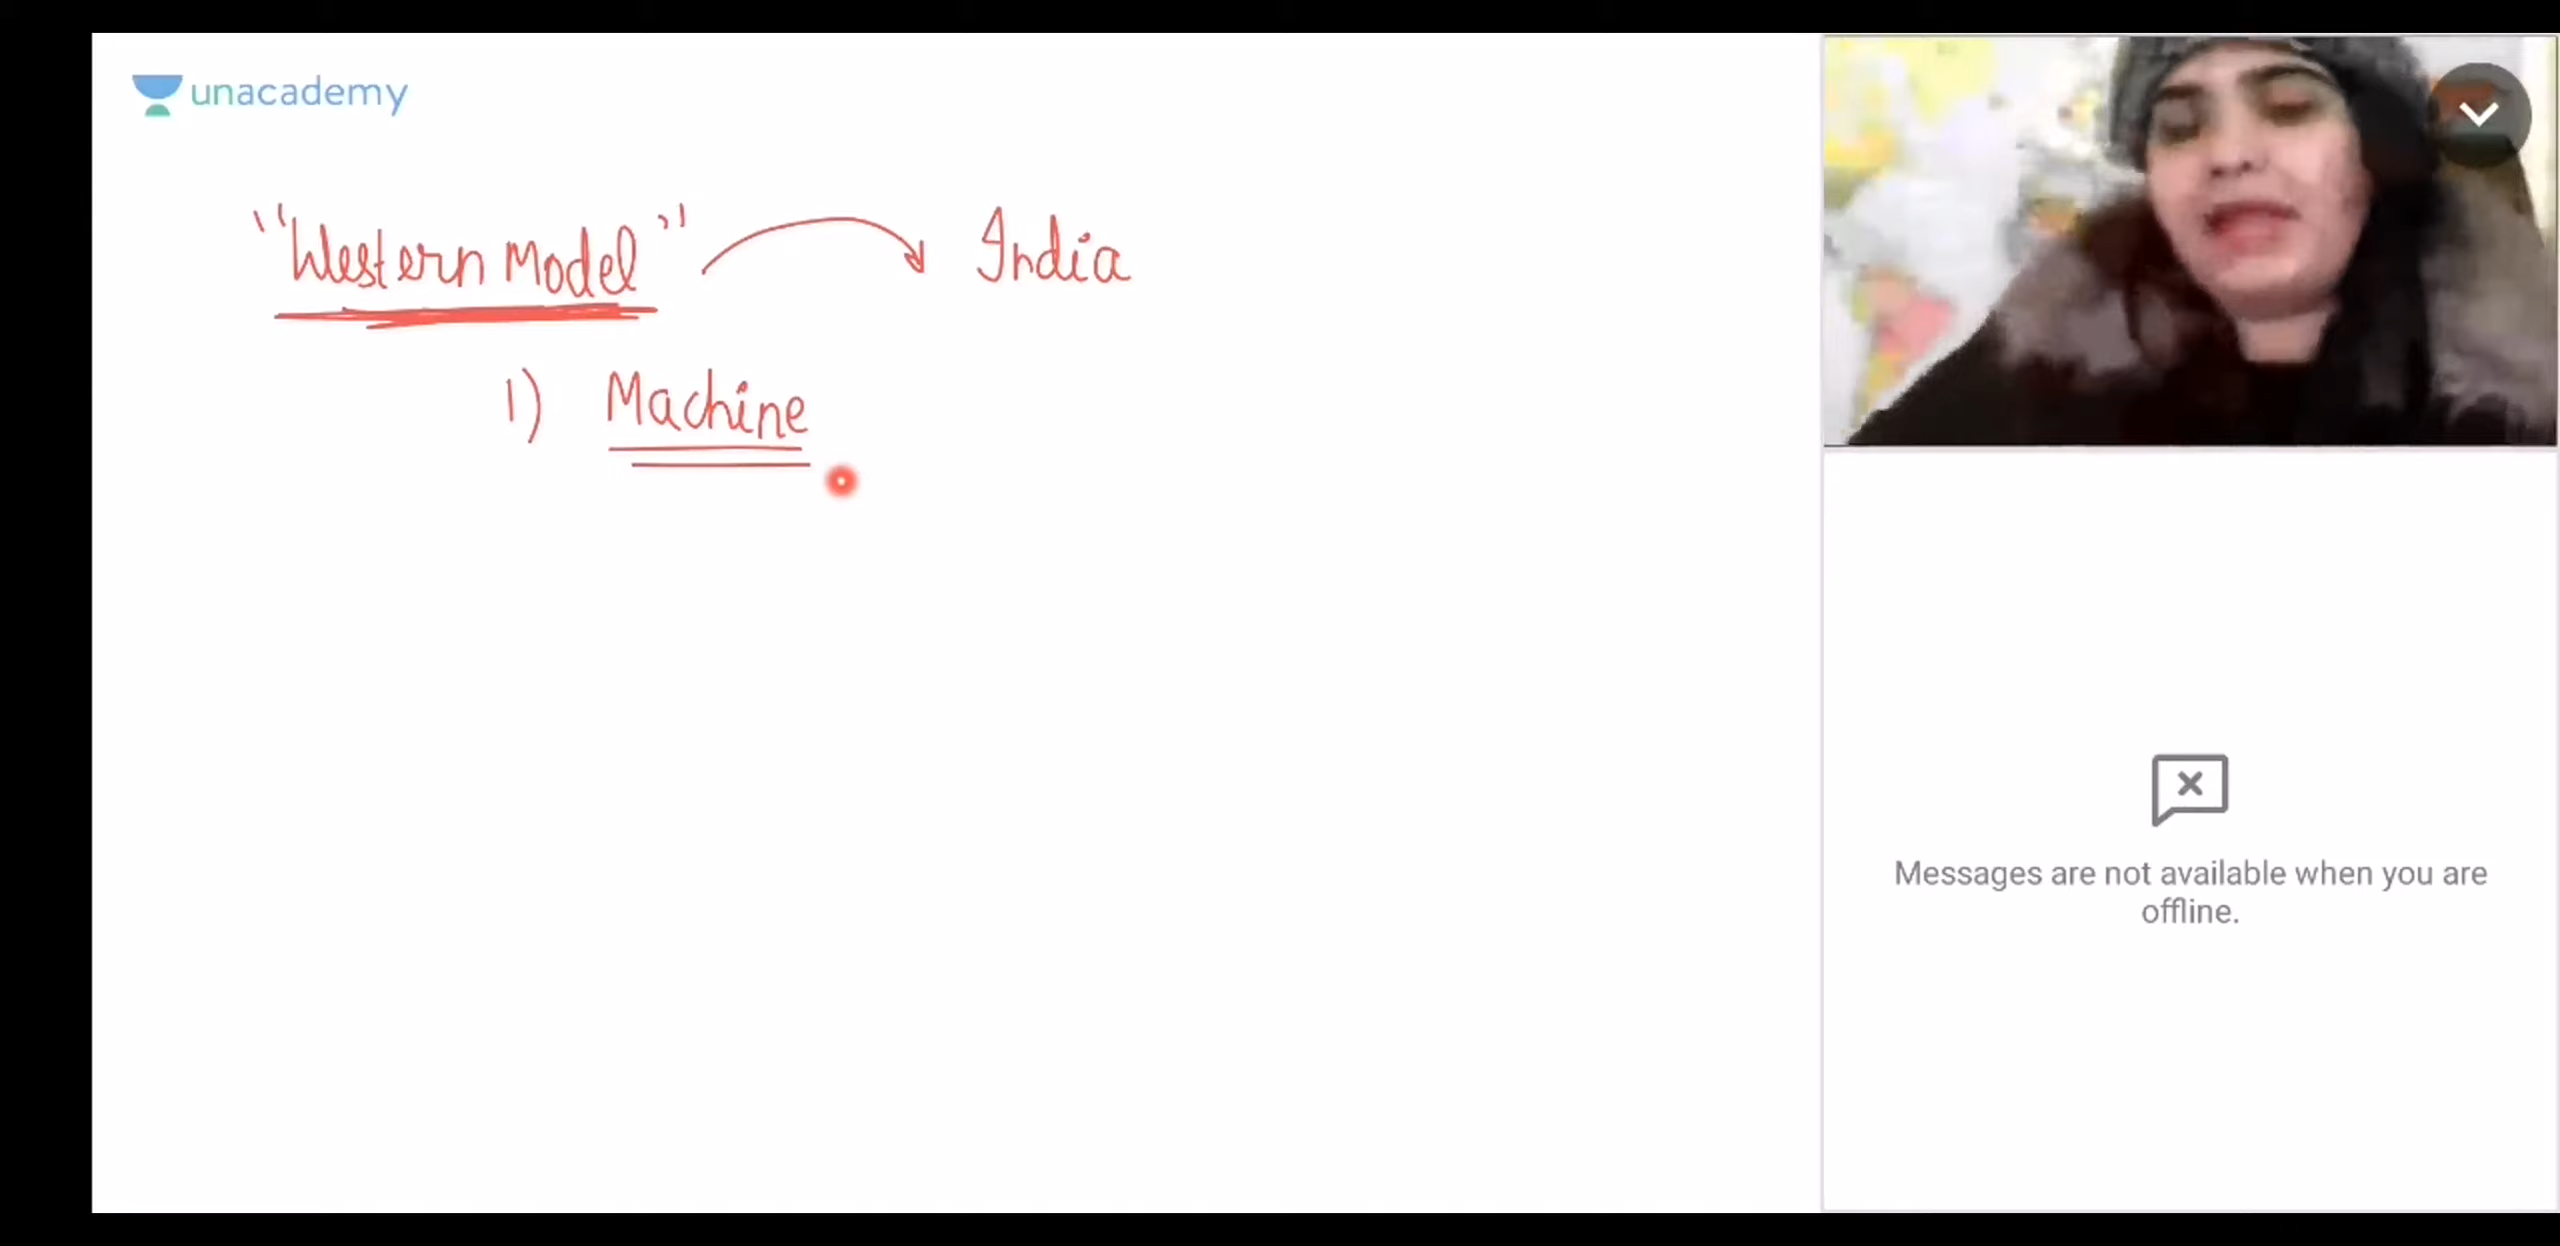 unacademy
"Western Model" India
1) Machine
Messages are not available when you are
offline.